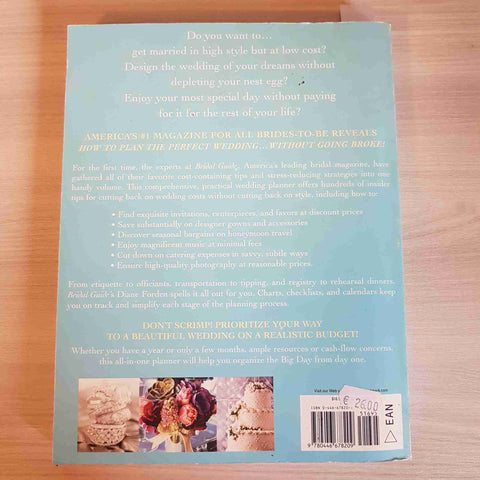 Do you want to…
get married in high style but at low cost?
Design the wedding of your dreams without
depleting your nest egg?
Enjoy your most special day without paying
for it for the rest of your life?
AMERICA'S #1 MAGAZINE FOR ALL BRIDES-TO-BE REVEALS
HOW TO PLAN THE PERFECT WEDDING…WITHOUT GOING BROKE!
For the first time, the experts at Bridal Guide, America's leading bridal magazine, have
gathered all of their favorite cost-containing tips and stress-reducing strategies into one
handy volume. This comprehensive, practical wedding planner offers hundreds of insider
tips for cutting back on wedding costs without cutting back on style, including how to:
• Find exquisite invitations, centerpieces, and favors at discount prices
• Save substantially on designer gowns and accessories
• Discover seasonal bargains on honeymoon travel
• Enjoy magnificent music at minimal fees
• Cut down on catering expenses in savvy, subtle ways
• Ensure high-quality photography at reasonable prices.
From etiquette to officiants, transportation to tipping, and registry to rehearsal dinners,
Bridal Guide's Diane Forden spells it all out for you. Charts, checklists, and calendars keep
you on track and simplify each stage of the planning process.
DON'T SCRIMP! PRIORITIZE YOUR WAY
TO A BEAUTIFUL WEDDING ON A REALISTIC BUDGET!
Whether you have a year or only a few months, ample resources or cash-flow concerns,
this all-in-one planner will help you organize the Big Day from day one.
Visit our Web
€ 26.00
ISBN 0-446-67820-
51695
EAN
9 780446 678209